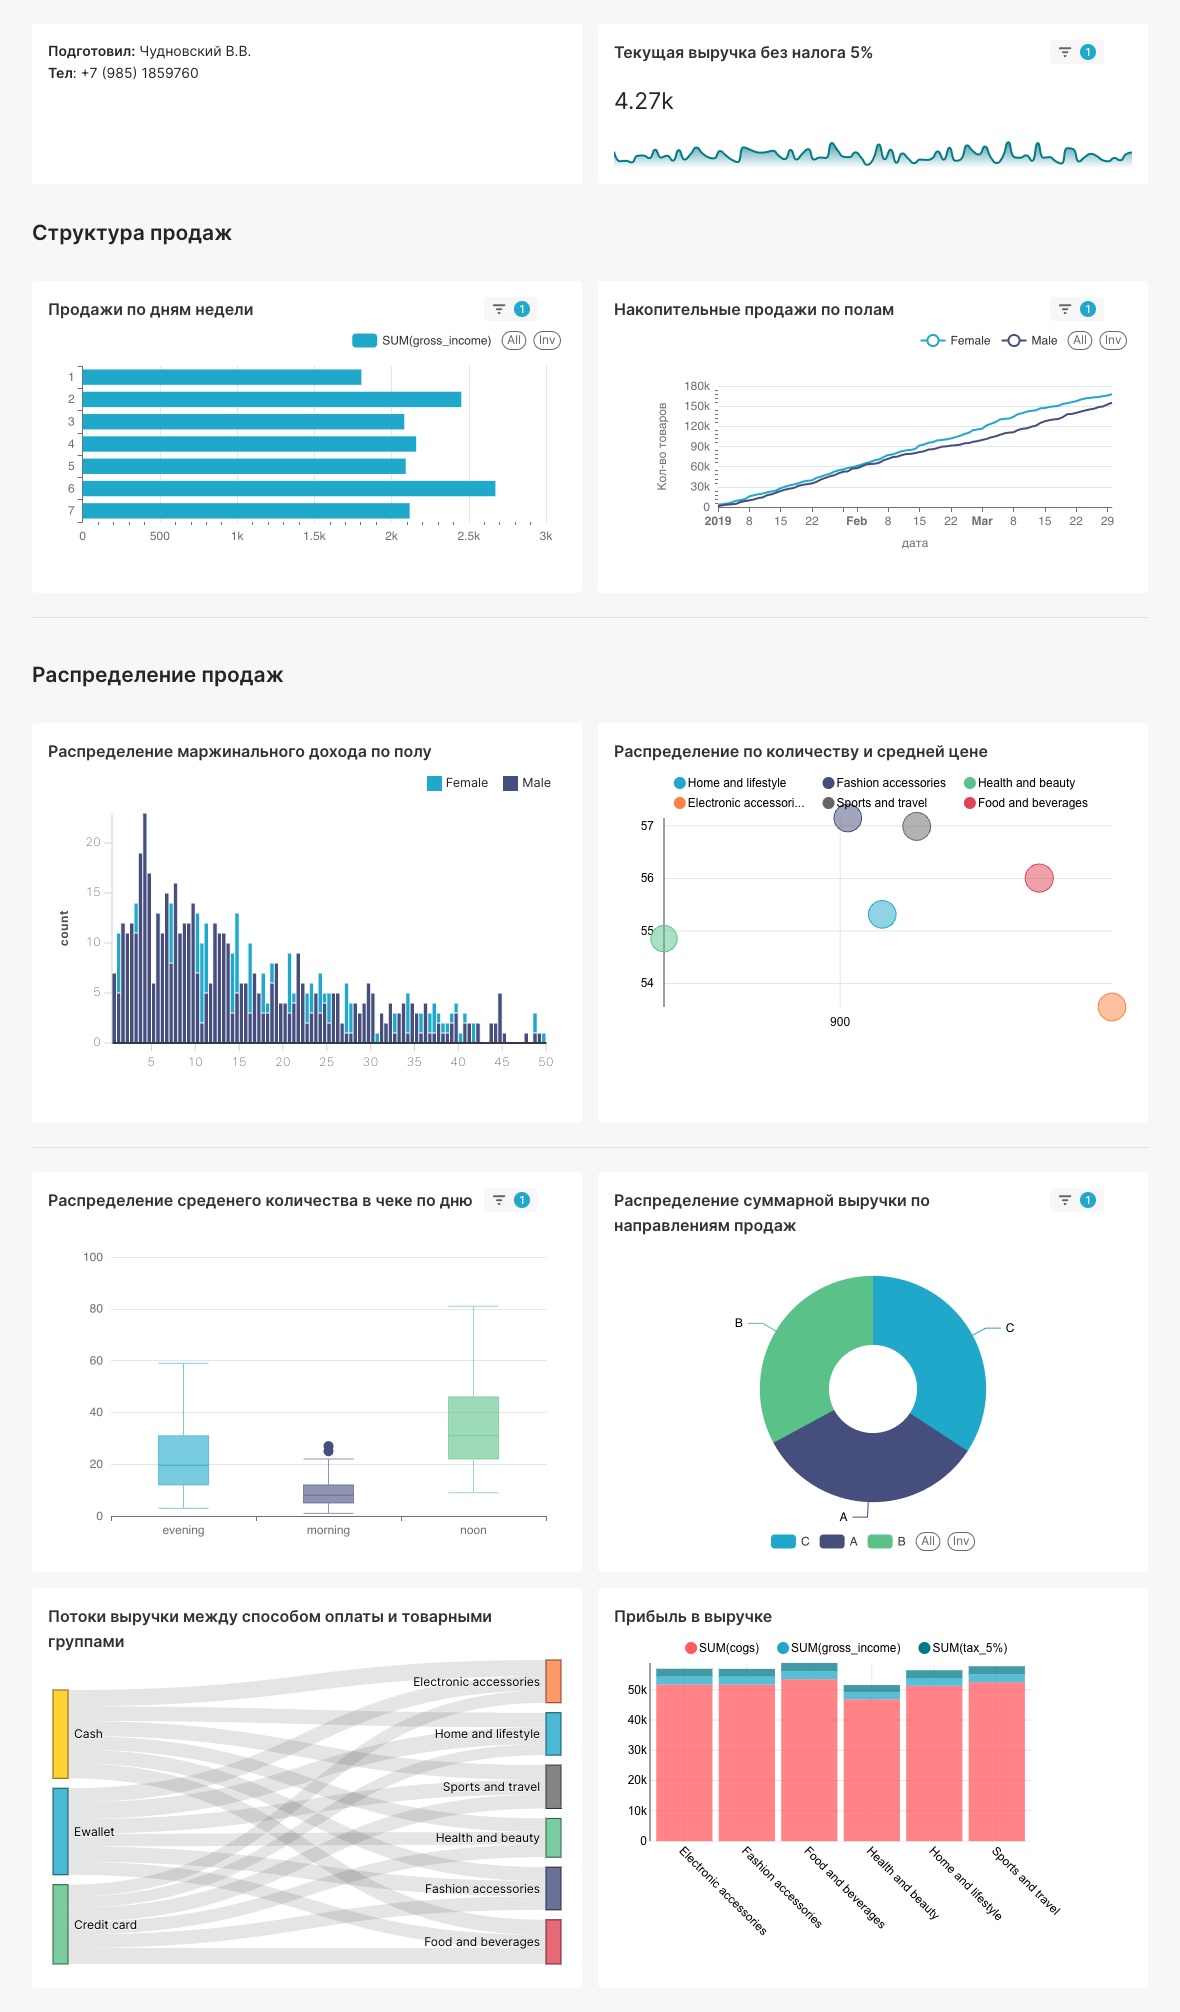 Подготовил: Чудновский В.В.
Тел: +7 (985) 1859760
Текущая выручка без налога 5%
1
4.27k
Структура продаж
Продажи по дням недели
1
SUM(gross_income) All Inv
1
2
3
4
5
6
7
0 500 1k 1.5k 2k 2.5k 3k
Накопительные продажи по полам
1
Female Male All Inv
Кол-во товаров
180k
150k
120k
90k
60k
30k
0
2019 8 15 22 Feb 8 15 22 Mar 8 15 22 29
дата
Распределение продаж
Распределение маржинального дохода по полу
Female Male
count
20
15
10
5
0
5 10 15 20 25 30 35 40 45 50
Распределение по количеству и средней цене
Home and lifestyle Fashion accessories Health and beauty
Electronic accessori... Sports and travel Food and beverages
57
56
55
54
900
Распределение среденего количества в чеке по дню
1
100
80
60
40
20
0
evening morning noon
Распределение суммарной выручки по
направлениям продаж
1
B
C
A
C A B All Inv
Потоки выручки между способом оплаты и товарными
группами
Cash
Ewallet
Credit card
Electronic accessories
Home and lifestyle
Sports and travel
Health and beauty
Fashion accessories
Food and beverages
Прибыль в выручке
SUM(cogs) SUM(gross_income) SUM(tax_5%)
50k
40k
30k
20k
10k
0
Electronic accessories
Fashion accessories
Food and beverages
Health and beauty
Home and lifestyle
Sports and travel